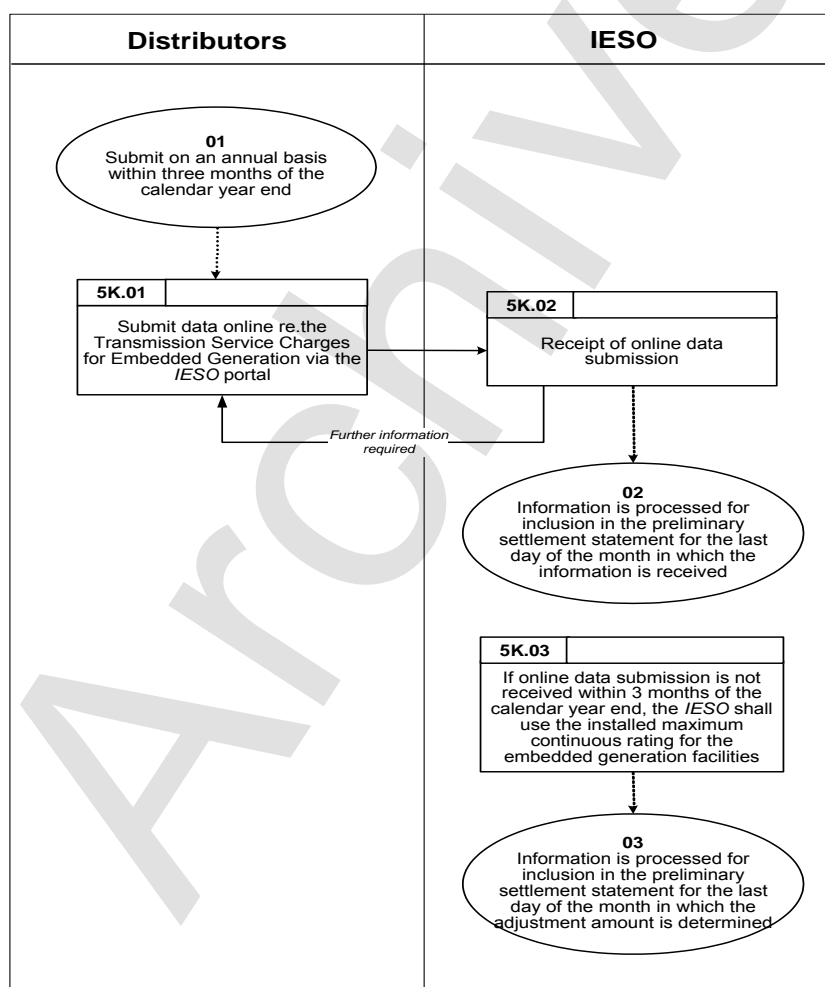 Distributors
IESO
01
Submit on an annual basis
within three months of the
calendar year end
5K.01
Submit data online re.the
Transmission Service Charges
for Embedded Generation via the
IESO portal
5K.02
Receipt of online data
submission
Further information
required
02
Information is processed for
inclusion in the preliminary
settlement statement for the last
day of the month in which the
information is received
5K.03
If online data submission is not
received within 3 months of the
calendar year end, the IESO shall
use the installed maximum
continuous rating for the
embedded generation facilities
03
Information is processed for
inclusion in the preliminary
settlement statement for the last
day of the month in which the
adjustment amount is determined
Archive